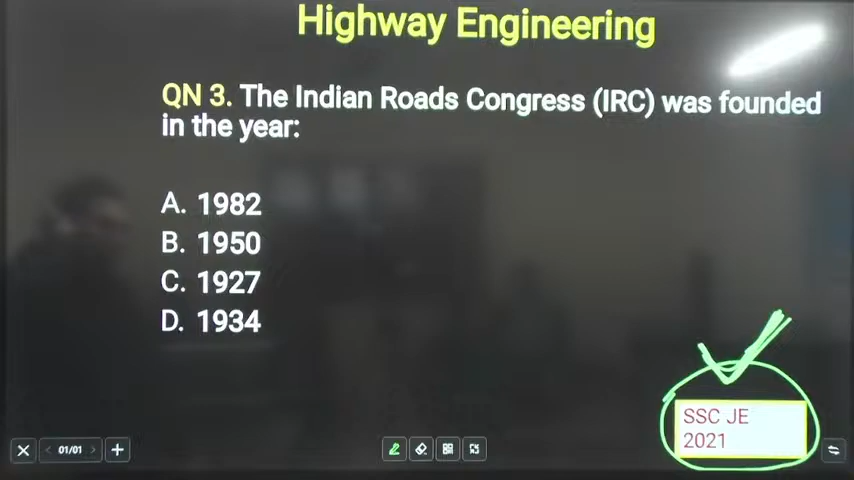 Highway Engineering
QN 3. The Indian Roads Congress (IRC) was founded
in the year:
A. 1982
B. 1950
C. 1927
D. 1934
SSC JE
2021
01/01